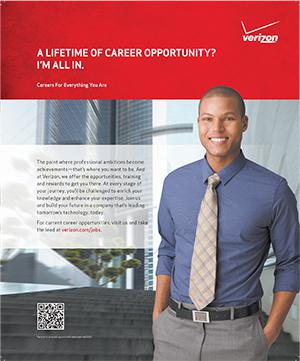 verizon
A LIFETIME OF CAREER OPPORTUNITY?
I'M ALL IN.
Careers For Everything You Are
The point where professional ambitions become
achievements—that's where you want to be. And
at Verizon, we offer the opportunities, training
and rewards to get you there. At every stage of
your journey, you'll be challenged to enrich your
knowledge and enhance your expertise. Join us
and build your future in a company that's leading
tomorrow's technology, today.
For current career opportunities, visit us and take
the lead at verizon.com/jobs.